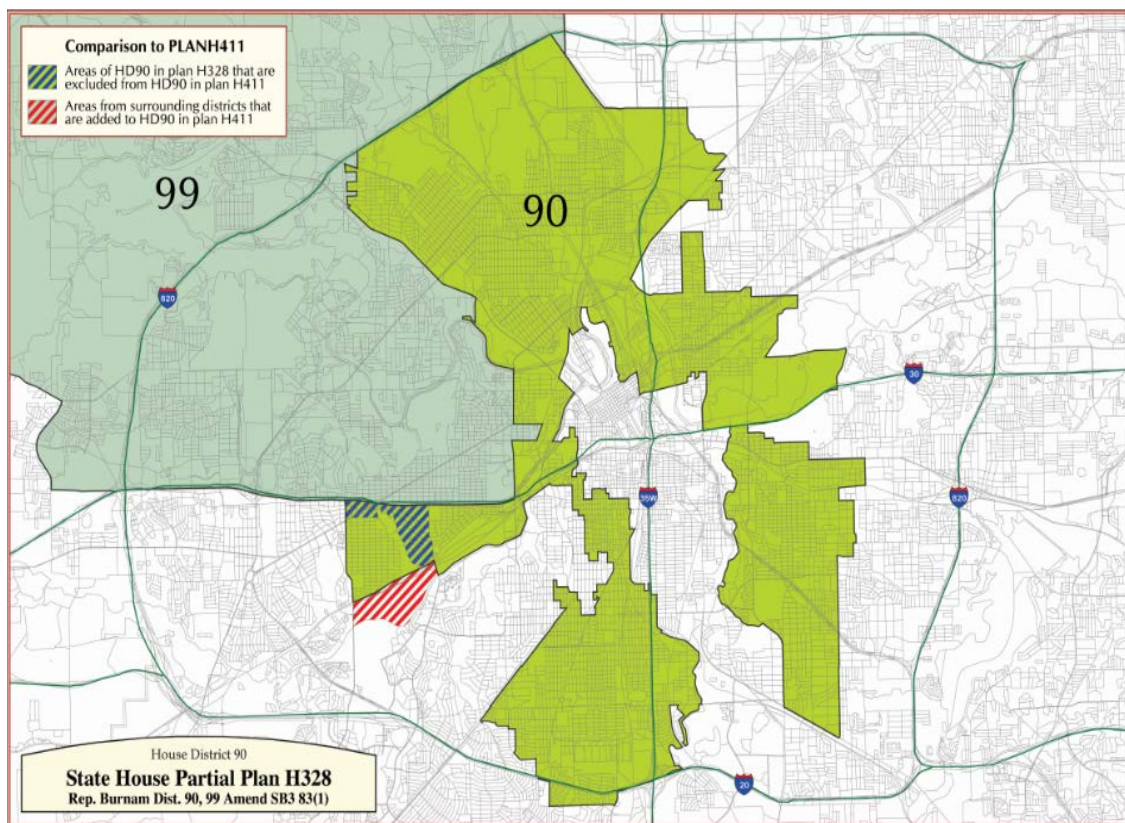 Comparison to PLANH411
Areas of HD90 in plan H328 that are
excluded from HD90 in plan H411
Areas from surrounding districts that
are added to HD90 in plan H411
99
90
820
30
35W
820
20
House District 90
State House Partial Plan H328
Rep. Burnam Dist. 90, 99 Amend SB3 83(1)